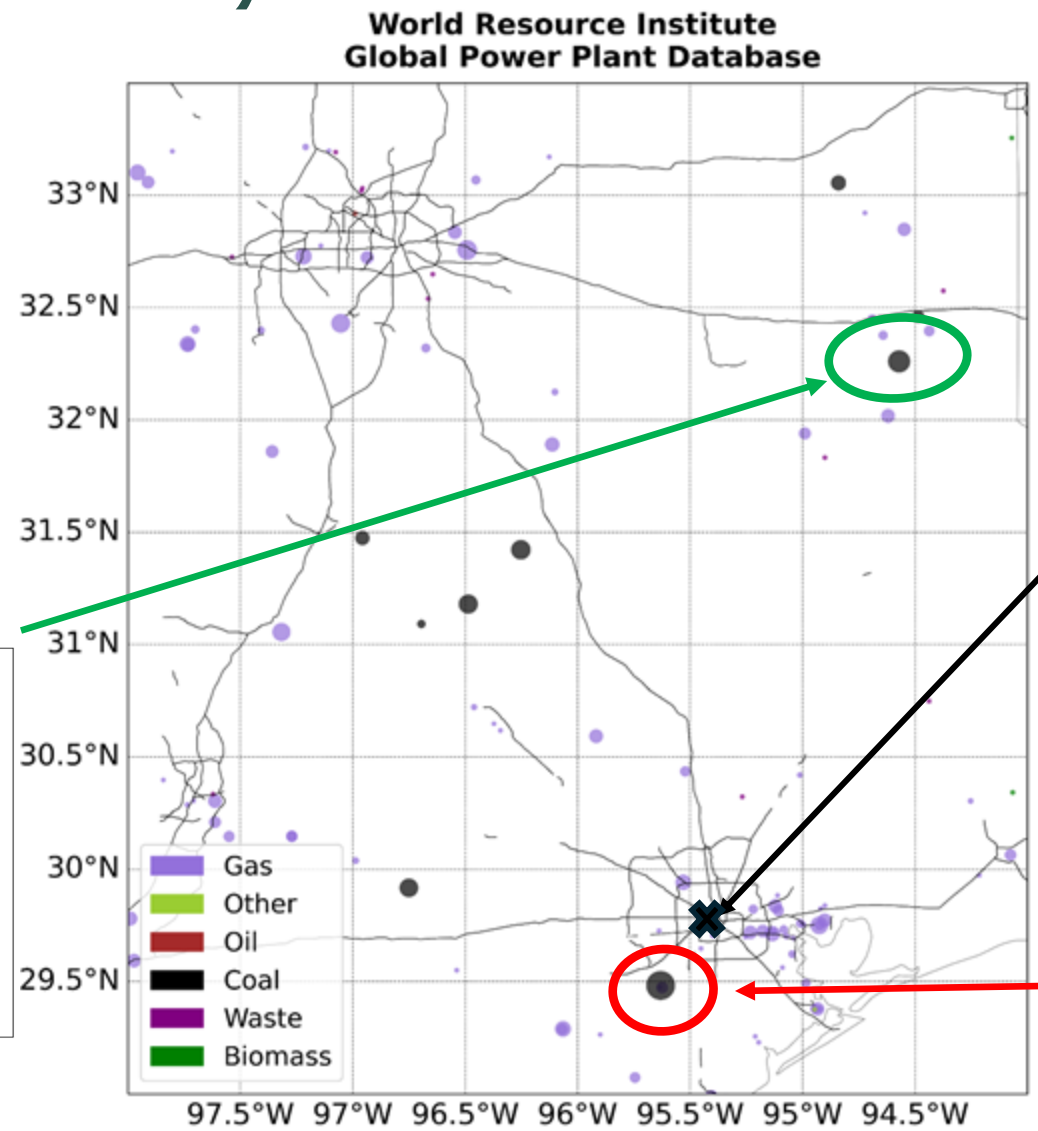 World Resource Institute
Global Power Plant Database
33°N
32.5°N
32°N
31.5°N
31°N
30.5°N
30°N
29.5°N
Gas
Other
Oil
Coal
Waste
Biomass
97.5°W 97°W 96.5°W 96°W 95.5°W 95°W 94.5°W